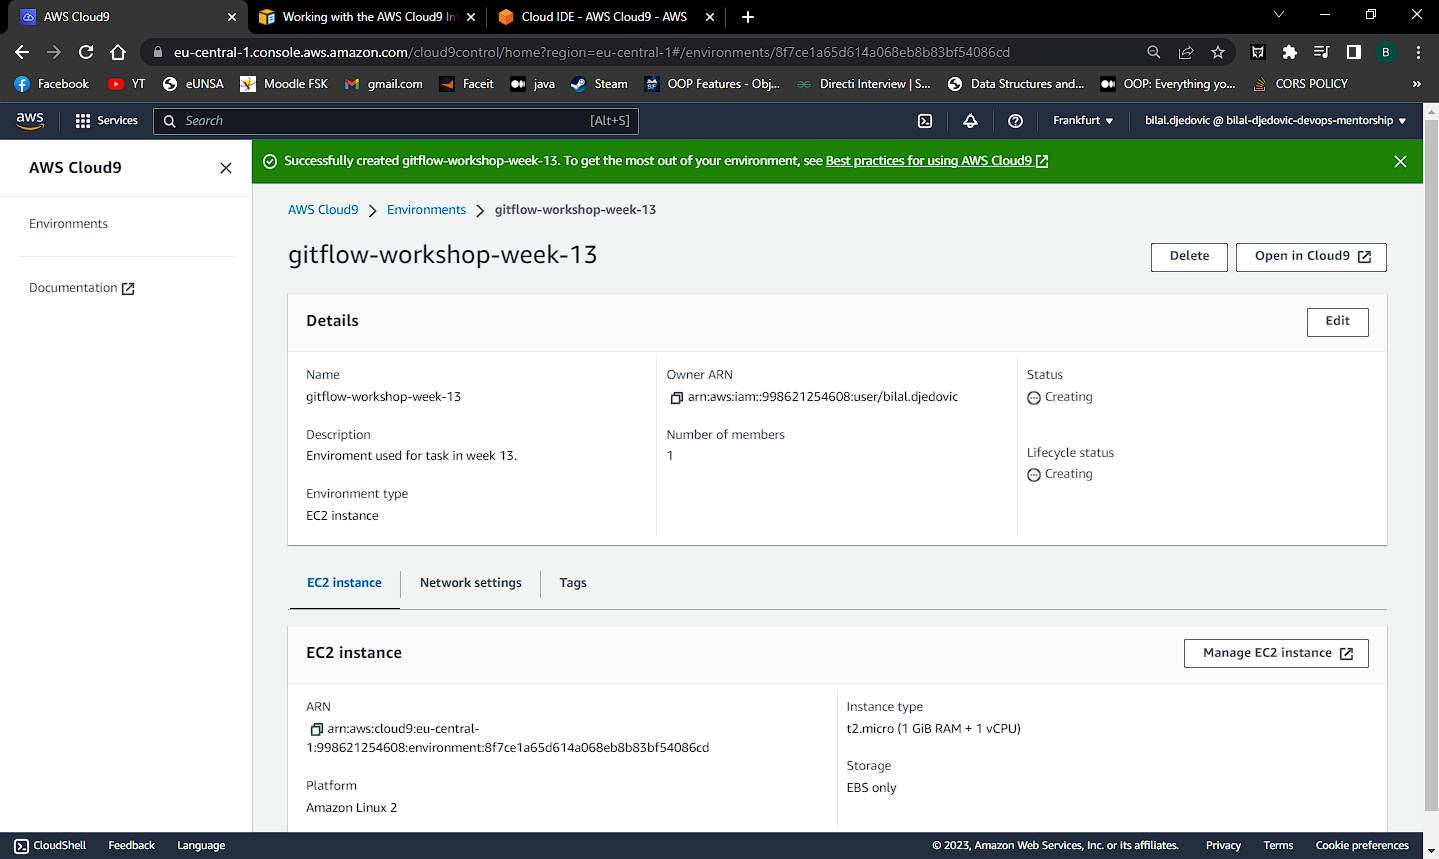 AWS Cloud9
Working with the AWS Cloud9 In
Cloud IDE - AWS Cloud9 - AWS
eu-central-1.console.aws.amazon.com/cloud9control/home?region=eu-central-1#/environments/8f7ce1a65d614a068eb8b83bf54086cd
B
Facebook
YT
eUNSA
Moodle FSK
gmail.com
Faceit
java
Steam
OOP Features - Obj...
Directi Interview | S...
Data Structures and...
OOP: Everything yo...
CORS POLICY
»
aws
Services
Search
[Alt+S]
Frankfurt
bilal.djedovic @ bilal-djedovic-devops-mentorship
AWS Cloud9
Successfully created gitflow-workshop-week-13. To get the most out of your environment, see Best practices for using AWS Cloud9
Environments
Documentation
AWS Cloud9
Environments
gitflow-workshop-week-13
gitflow-workshop-week-13
Delete
Open in Cloud9
Details
Edit
Name
gitflow-workshop-week-13
Description
Enviroment used for task in week 13.
Environment type
EC2 instance
Owner ARN
arn:aws:iam::998621254608:user/bilal.djedovic
Number of members
1
Status
Creating
Lifecycle status
Creating
EC2 instance
Network settings
Tags
EC2 instance
Manage EC2 instance
ARN
arn:aws:cloud9:eu-central-
1:998621254608:environment:8f7ce1a65d614a068eb8b83bf54086cd
Platform
Amazon Linux 2
Instance type
t2.micro (1 GiB RAM + 1 vCPU)
Storage
EBS only
CloudShell
Feedback
Language
© 2023, Amazon Web Services, Inc. or its affiliates.
Privacy
Terms
Cookie preferences